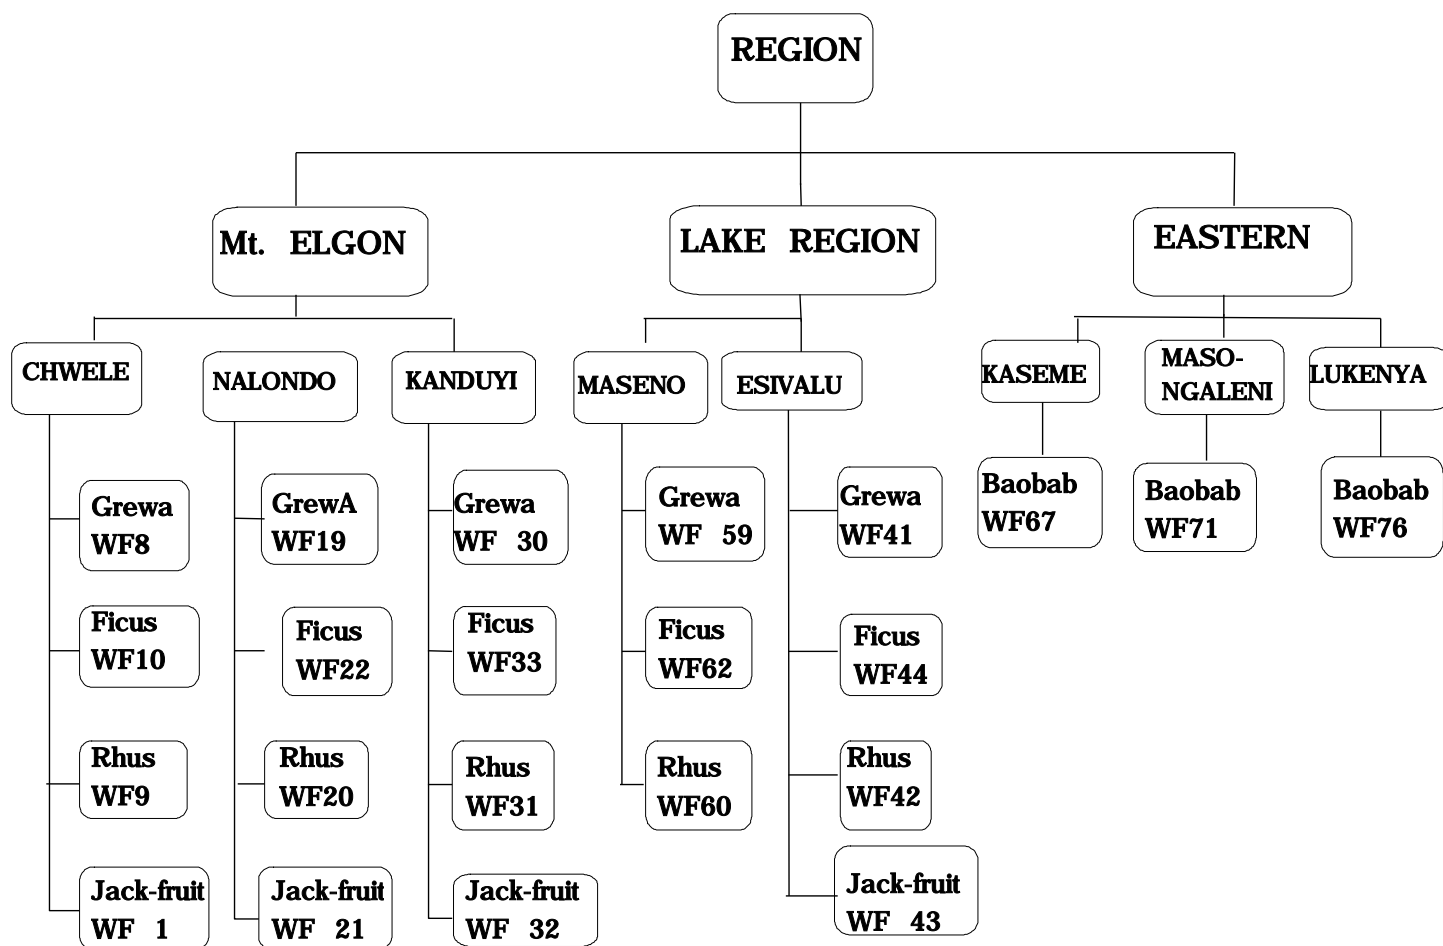 REGION
Mt. ELGON
LAKE REGION
EASTERN
CHWELE
NALONDO
KANDUYI
MASENO
ESIVALU
KASEME
MASO-
NGALENI
LUKENYA
Grewa
WF8
Ficus
WF10
Rhus
WF9
Jack-fruit
WF 1
GrewA
WF19
Ficus
WF22
Rhus
WF20
Jack-fruit
WF 21
Grewa
WF 30
Ficus
WF33
Rhus
WF31
Jack-fruit
WF 32
Grewa
WF 59
Ficus
WF62
Rhus
WF60
Grewa
WF41
Ficus
WF44
Rhus
WF42
Jack-fruit
WF 43
Baobab
WF67
Baobab
WF71
Baobab
WF76